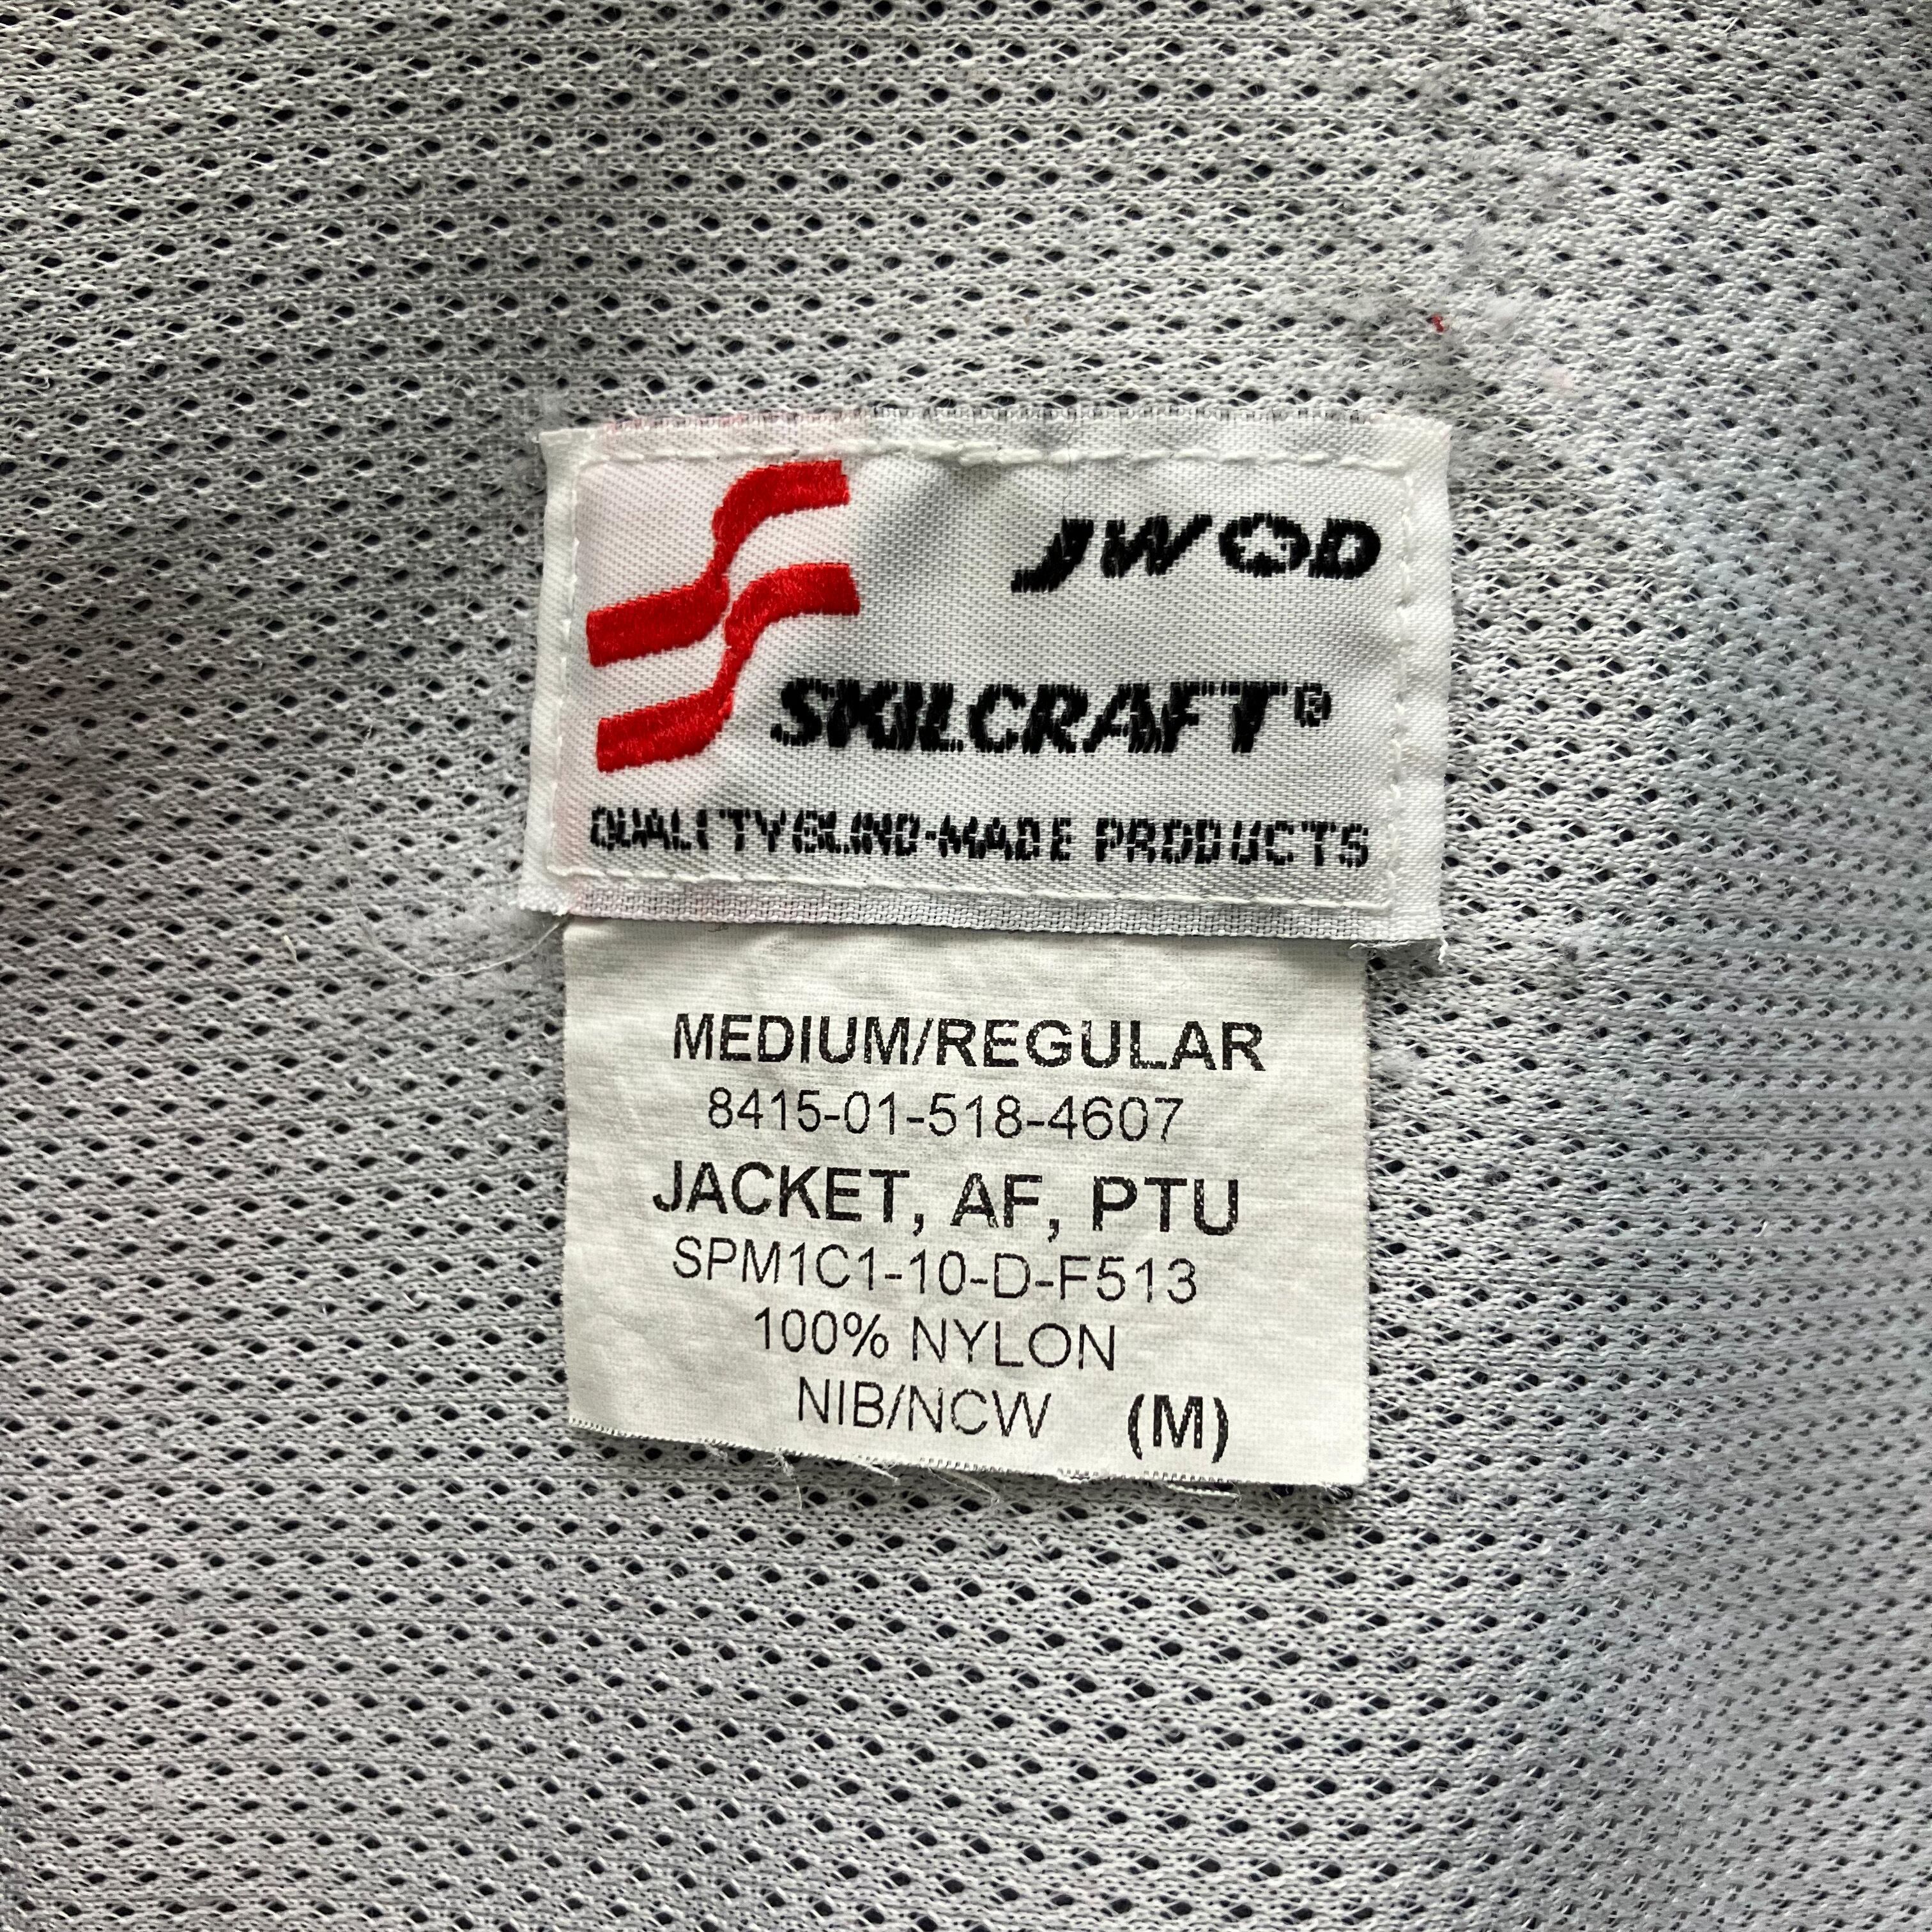 JWOD
SKILCRAFT®
QUALITY BLIND-MADE PRODUCTS
MEDIUM/REGULAR
8415-01-518-4607
JACKET, AF, PTU
SPM1C1-10-D-F513
100% NYLON
NIB/NCW (M)